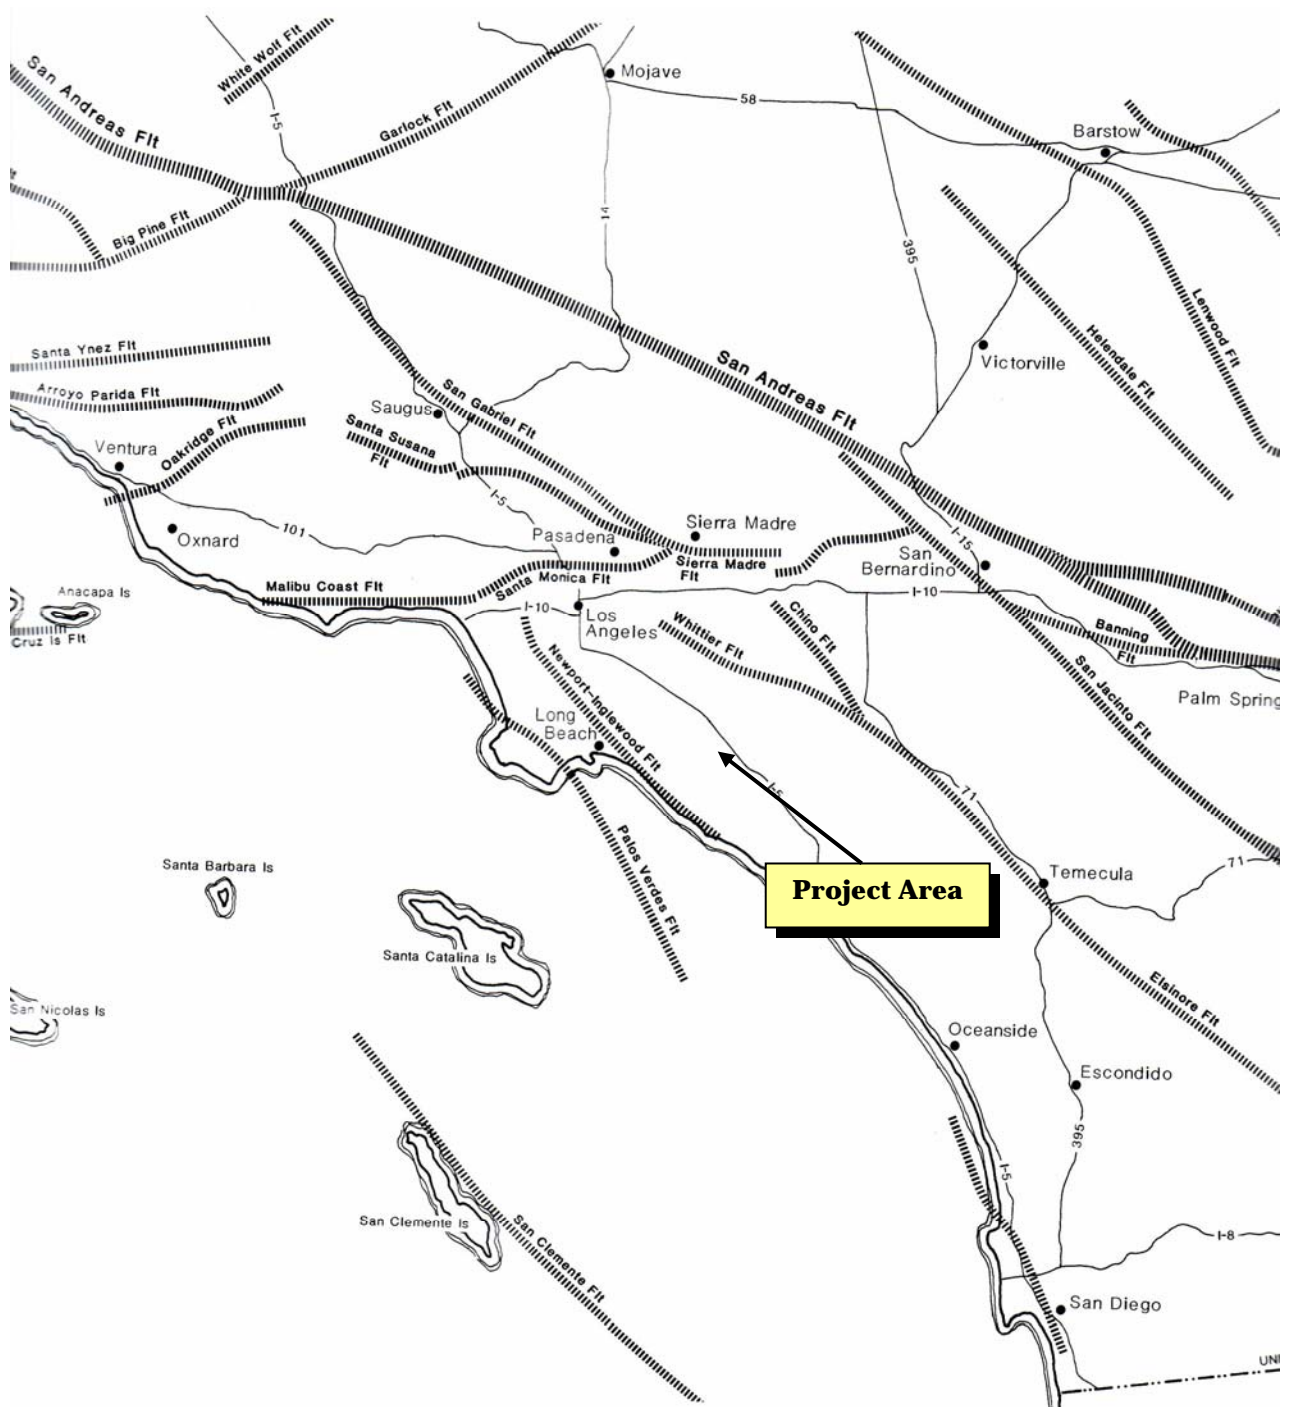 White Wolf Flt
San Andreas Flt
I-5
Garlock Flt
Mojave
58
Barstow
14
395
Big Pine Flt
Lenwood Flt
Helendale Flt
Victorville
Santa Ynez Flt
Arroyo Parida Flt
San Andreas Flt
Saugus
San Gabriel Flt
Santa Susana
Flt
Oakridge Flt
Ventura
I-5
101
Oxnard
Pasadena
Sierra Madre
Sierra Madre
Flt
Santa Monica Flt
Malibu Coast Flt
I-15
San
Bernardino
I-10
I-10
Anacapa Is
Cruz Is Flt
Los
Angeles
Whittier Flt
Chino Flt
Banning
Flt
San Jacinto Flt
Palm Spring
Newport-Inglewood Flt
Long
Beach
I-5
71
Palos Verdes Flt
Project Area
Temecula
71
Santa Barbara Is
Santa Catalina Is
San Nicolas Is
Elsinore Flt
Oceanside
Escondido
395
I-5
San Clemente Is
San Clemente Flt
I-8
San Diego
UNI